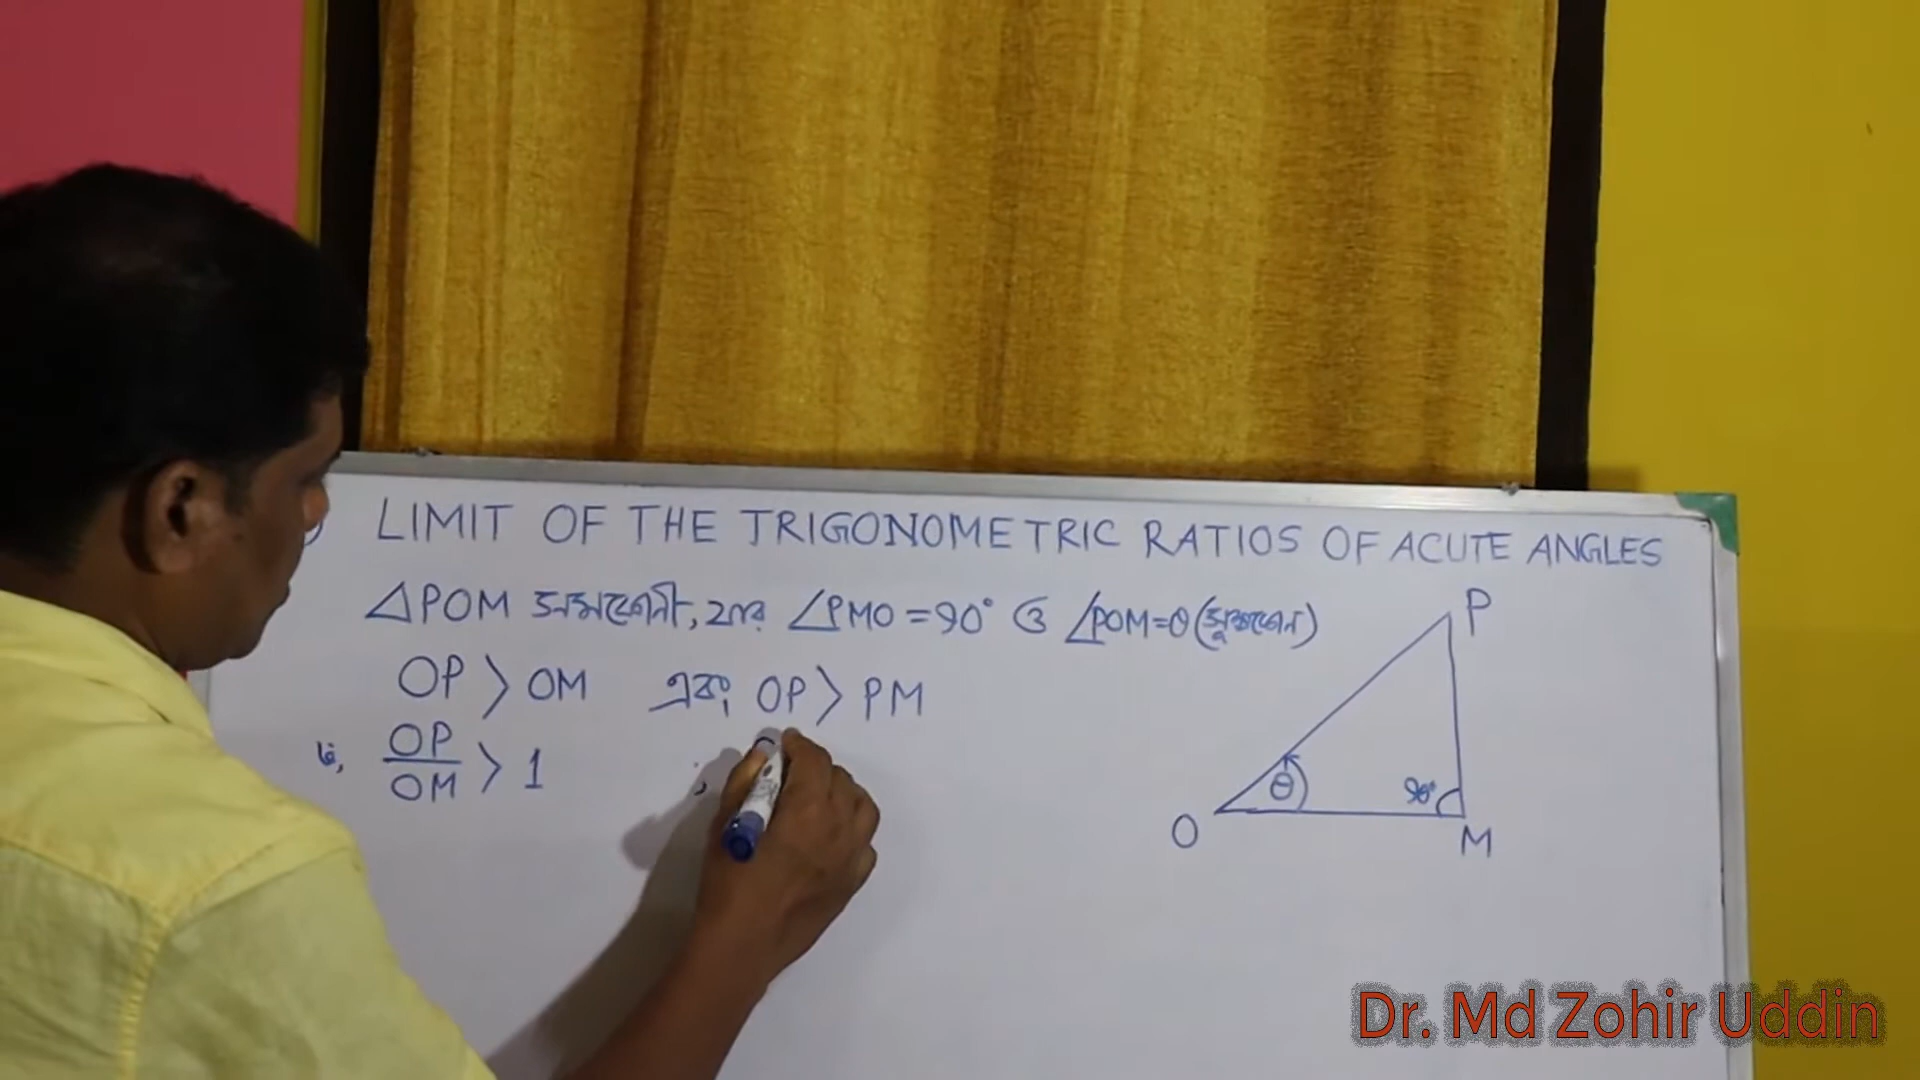 LIMIT OF THE TRIGONOMETRIC RATIOS OF ACUTE ANGLES
△POM সমকোণী, যার ∠PMO = 90° ও ∠POM = θ (সূক্ষ্মকোণ)
OP > OM এবং OP > PM
বা, OP/OM > 1
P
θ
90°
O
M
Dr. Md Zohir Uddin